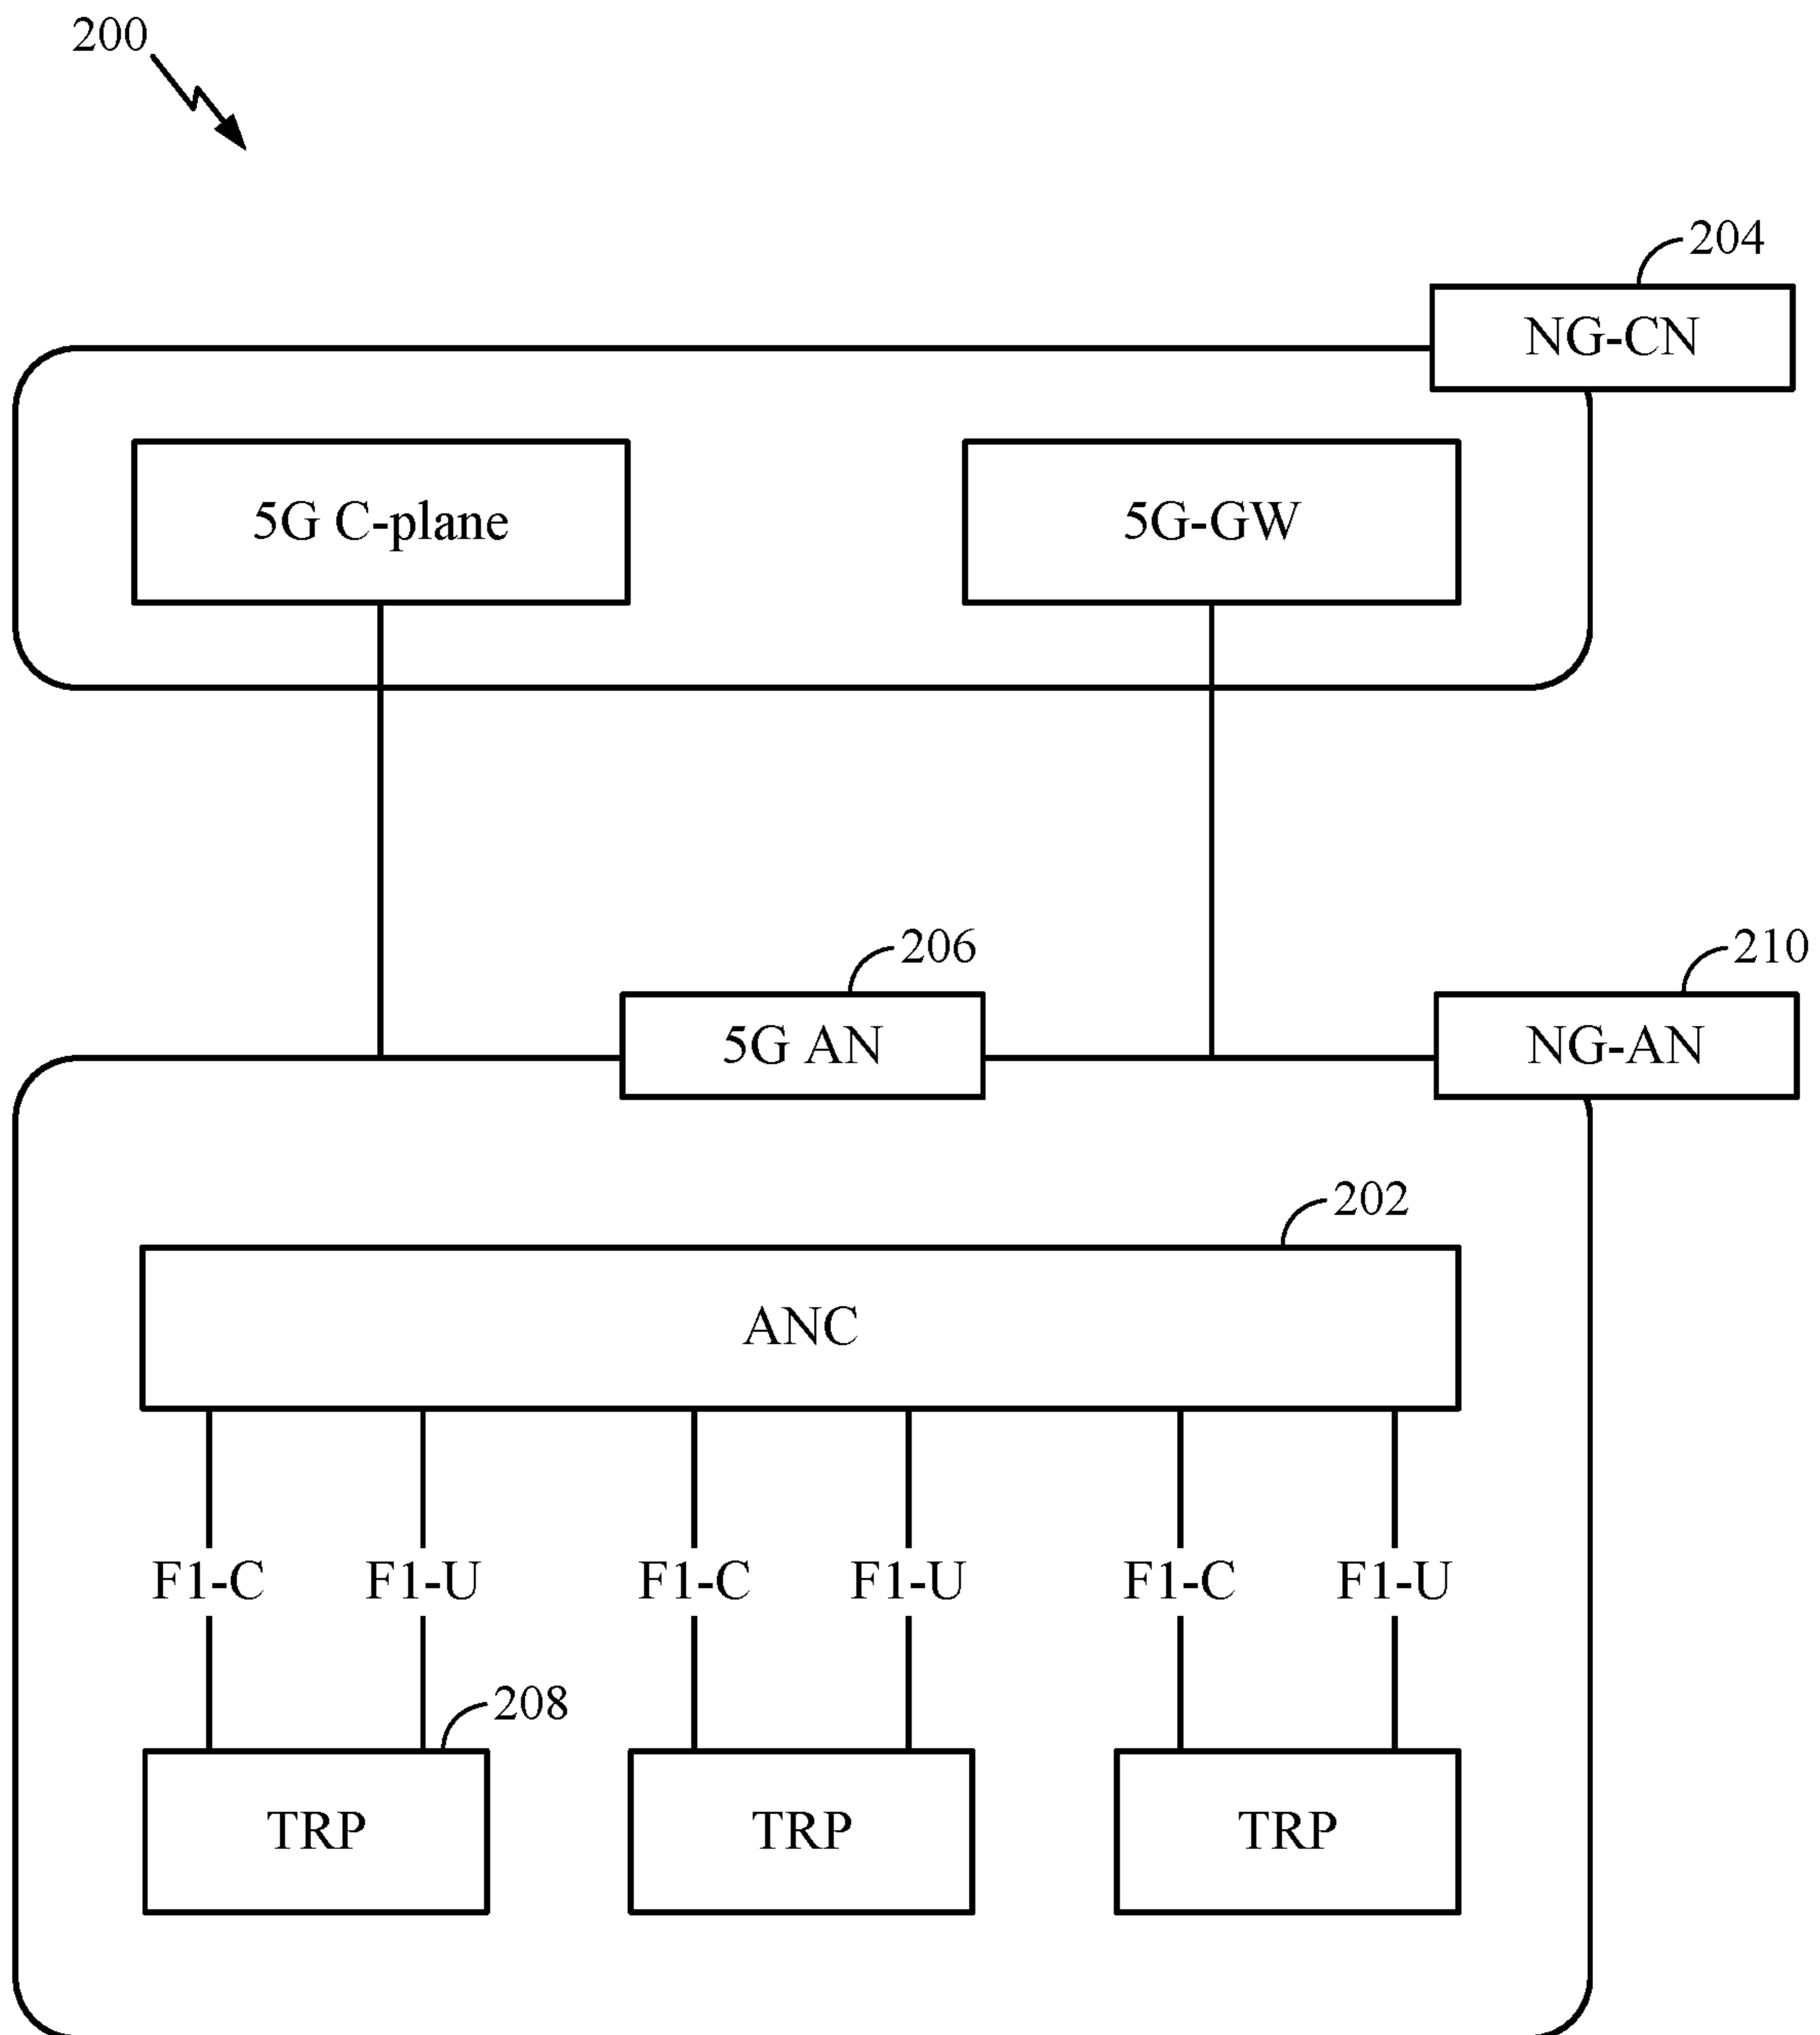 200
204
NG-CN
5G C-plane
5G-GW
206
210
5G AN
NG-AN
202
ANC
F1-C F1-U F1-C F1-U F1-C F1-U
208
TRP TRP TRP